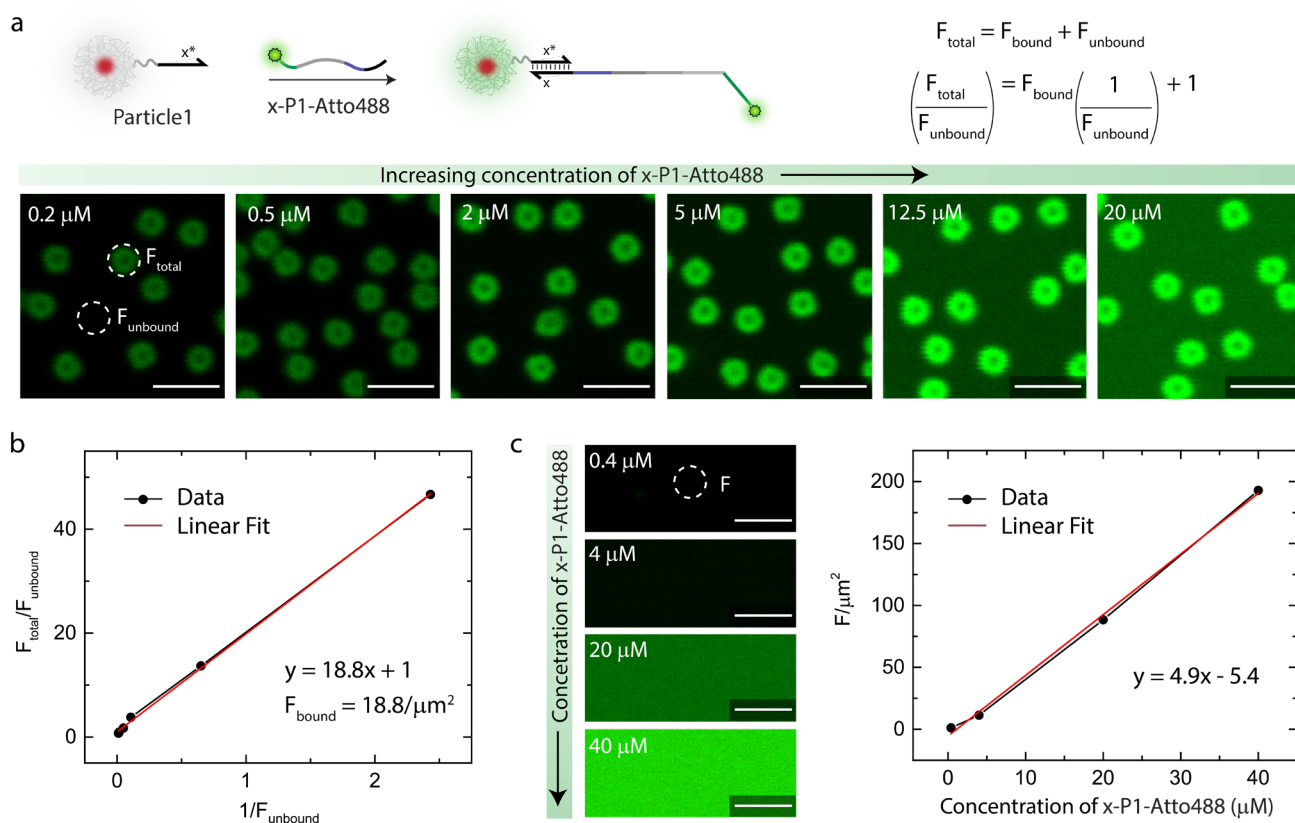 a
x*
Particle1
x-P1-Atto488
x*
x
F_total = F_bound + F_unbound
(F_total / F_unbound) = F_bound (1 / F_unbound) + 1
Increasing concentration of x-P1-Atto488
0.2 μM
F_total
F_unbound
0.5 μM
2 μM
5 μM
12.5 μM
20 μM
b
F_total/F_unbound
40
20
0
Data
Linear Fit
y = 18.8x + 1
F_bound = 18.8/μm²
0
1
2
1/F_unbound
c
Concetration of x-P1-Atto488
0.4 μM
F
4 μM
20 μM
40 μM
F/μm²
200
150
100
50
0
Data
Linear Fit
y = 4.9x - 5.4
0
10
20
30
40
Concentration of x-P1-Atto488 (μM)